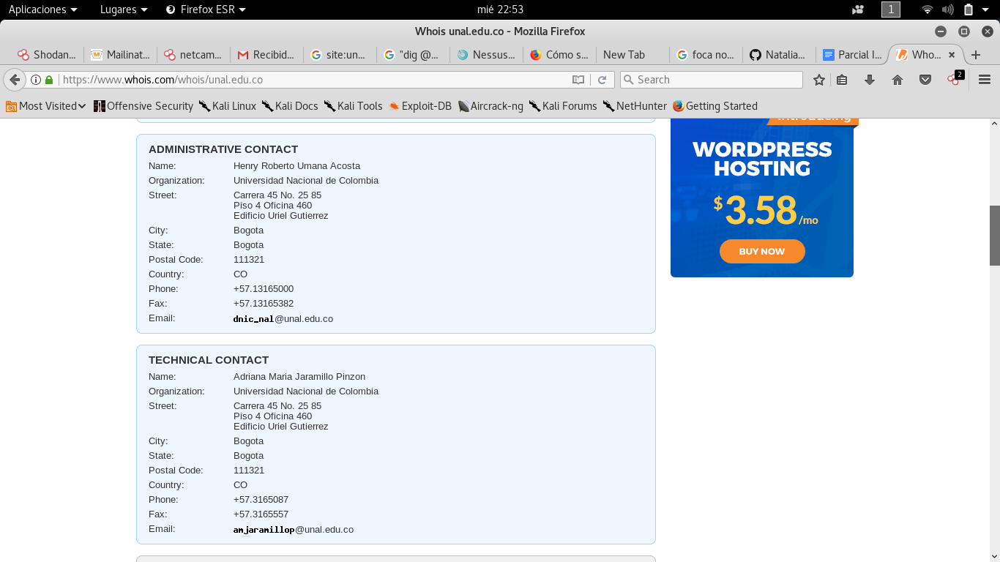 Aplicaciones Lugares Firefox ESR mié 22:53 1
Whois unal.edu.co - Mozilla Firefox
Shodan... Mailinat... netcam... Recibid... site:un... "dig @... Nessus... Cómo s... New Tab foca no... Natalia... Parcial I... Who...
https://www.whois.com/whois/unal.edu.co Search 2
Most Visited Offensive Security Kali Linux Kali Docs Kali Tools Exploit-DB Aircrack-ng Kali Forums NetHunter Getting Started
ADMINISTRATIVE CONTACT
Name: Henry Roberto Umana Acosta
Organization: Universidad Nacional de Colombia
Street: Carrera 45 No. 25 85
Piso 4 Oficina 460
Edificio Uriel Gutierrez
City: Bogota
State: Bogota
Postal Code: 111321
Country: CO
Phone: +57.13165000
Fax: +57.13165382
Email: dnic_nal@unal.edu.co
TECHNICAL CONTACT
Name: Adriana Maria Jaramillo Pinzon
Organization: Universidad Nacional de Colombia
Street: Carrera 45 No. 25 85
Piso 4 Oficina 460
Edificio Uriel Gutierrez
City: Bogota
State: Bogota
Postal Code: 111321
Country: CO
Phone: +57.3165087
Fax: +57.3165557
Email: amjaramillop@unal.edu.co
Introducing
WORDPRESS
HOSTING
$3.58/mo
BUY NOW